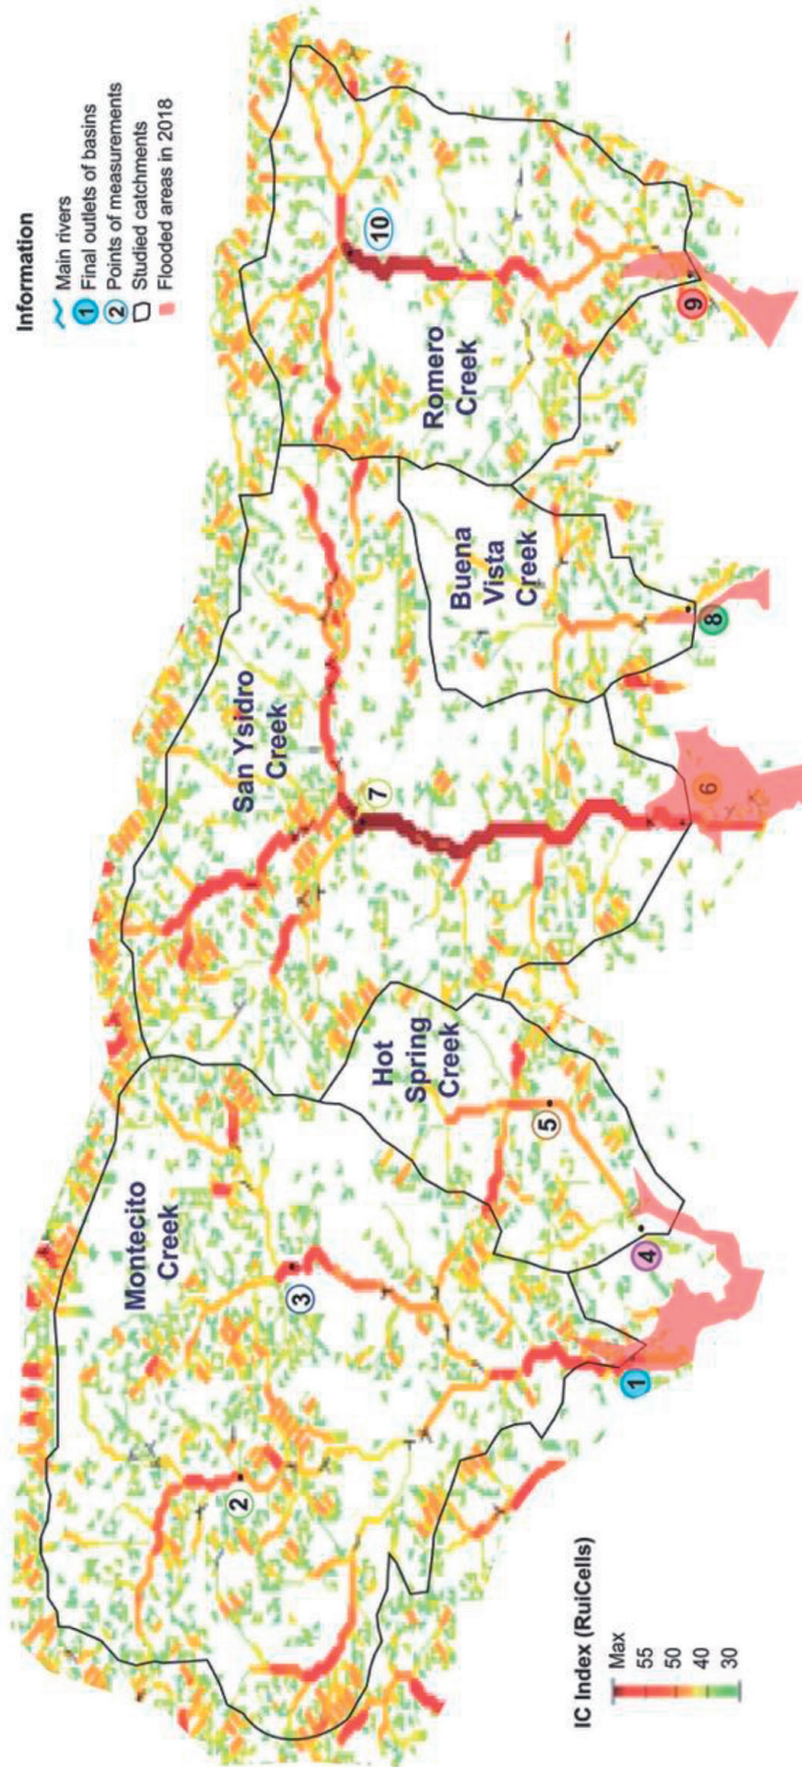 Information
Main rivers
1 Final outlets of basins
2 Points of measurements
Studied catchments
Flooded areas in 2018
Montecito
Creek
Hot
Spring
Creek
San Ysidro
Creek
Buena
Vista
Creek
Romero
Creek
1
2
3
4
5
6
7
8
9
10
IC Index (RuiCells)
Max
55
50
40
30